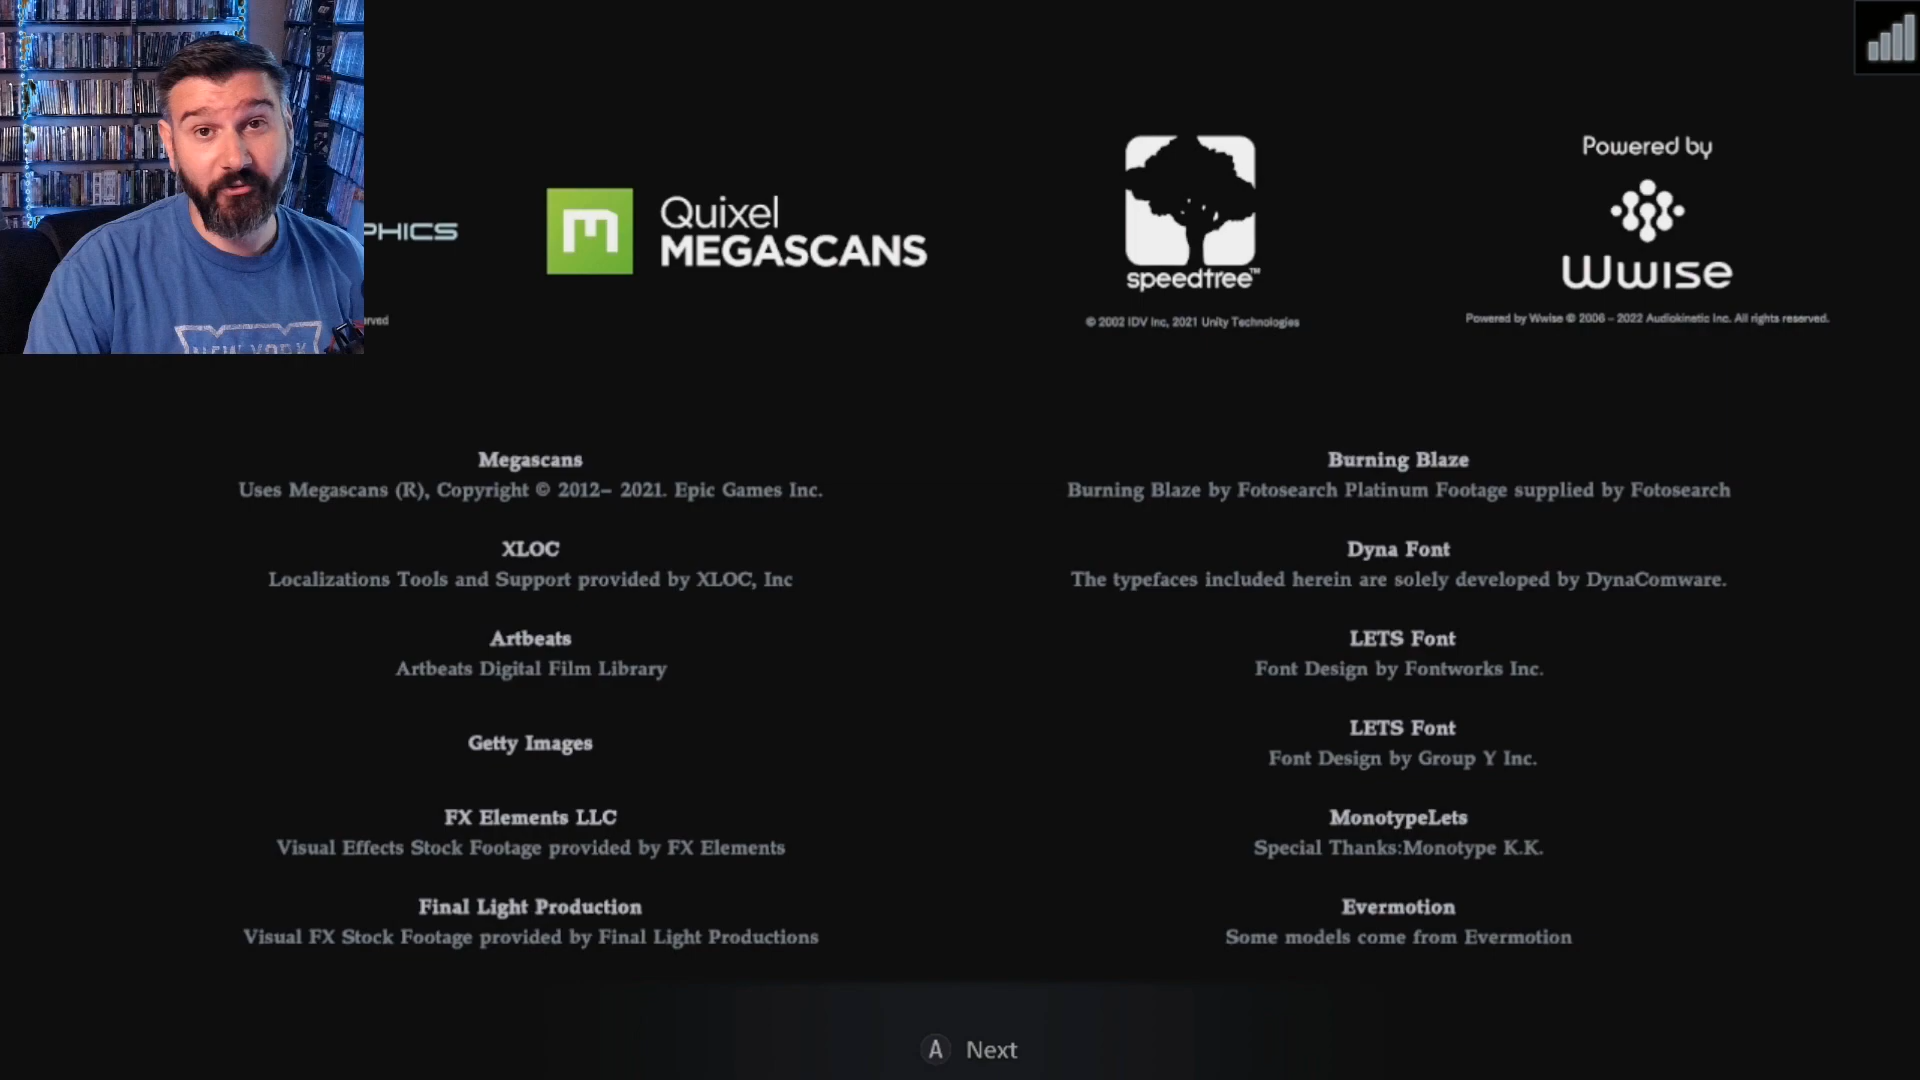 PHICS
Quixel
MEGASCANS
speedtree™
© 2002 IDV Inc, 2021 Unity Technologies
Powered by
Wwise
Powered by Wwise © 2006 – 2022 Audiokinetic Inc. All rights reserved.
NEW YORK
Megascans
Uses Megascans (R), Copyright © 2012– 2021. Epic Games Inc.
XLOC
Localizations Tools and Support provided by XLOC, Inc
Artbeats
Artbeats Digital Film Library
Getty Images
FX Elements LLC
Visual Effects Stock Footage provided by FX Elements
Final Light Production
Visual FX Stock Footage provided by Final Light Productions
Burning Blaze
Burning Blaze by Fotosearch Platinum Footage supplied by Fotosearch
Dyna Font
The typefaces included herein are solely developed by DynaComware.
LETS Font
Font Design by Fontworks Inc.
LETS Font
Font Design by Group Y Inc.
MonotypeLets
Special Thanks:Monotype K.K.
Evermotion
Some models come from Evermotion
A Next